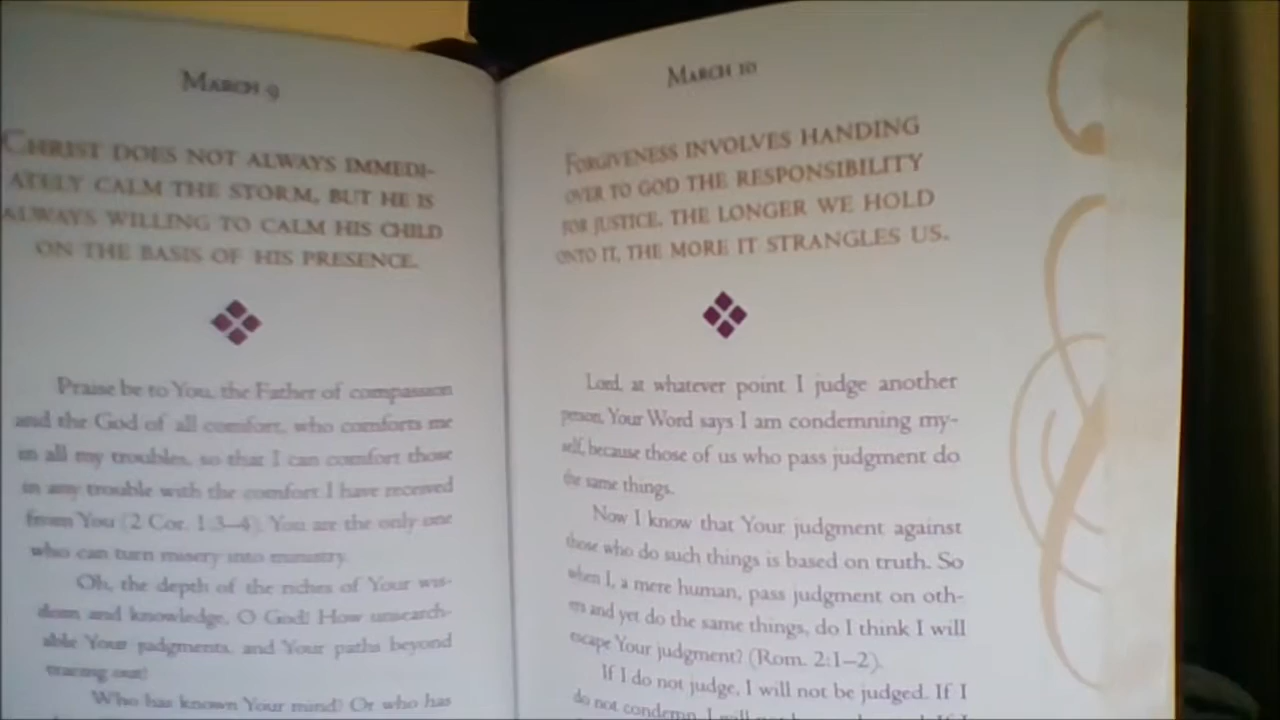 MARCH 9
CHRIST DOES NOT ALWAYS IMMEDI-
ATELY CALM THE STORM, BUT HE IS
ALWAYS WILLING TO CALM HIS CHILD
ON THE BASIS OF HIS PRESENCE.
Praise be to You, the Father of compassion
and the God of all comfort, who comforts me
in all my troubles, so that I can comfort those
in any trouble with the comfort I have received
from You (2 Cor. 1:3–4). You are the only one
who can turn misery into ministry.
Oh, the depth of the riches of Your wis-
dom and knowledge, O God! How unsearch-
able Your judgments, and Your paths beyond
tracing out!
Who has known Your mind? Or who has
MARCH 10
FORGIVENESS INVOLVES HANDING
OVER TO GOD THE RESPONSIBILITY
FOR JUSTICE. THE LONGER WE HOLD
ONTO IT, THE MORE IT STRANGLES US.
Lord, at whatever point I judge another
person, Your Word says I am condemning my-
self, because those of us who pass judgment do
the same things.
Now I know that Your judgment against
those who do such things is based on truth. So
when I, a mere human, pass judgment on oth-
ers and yet do the same things, do I think I will
escape Your judgment? (Rom. 2:1–2).
If I do not judge, I will not be judged. If I
do not condemn, I will not